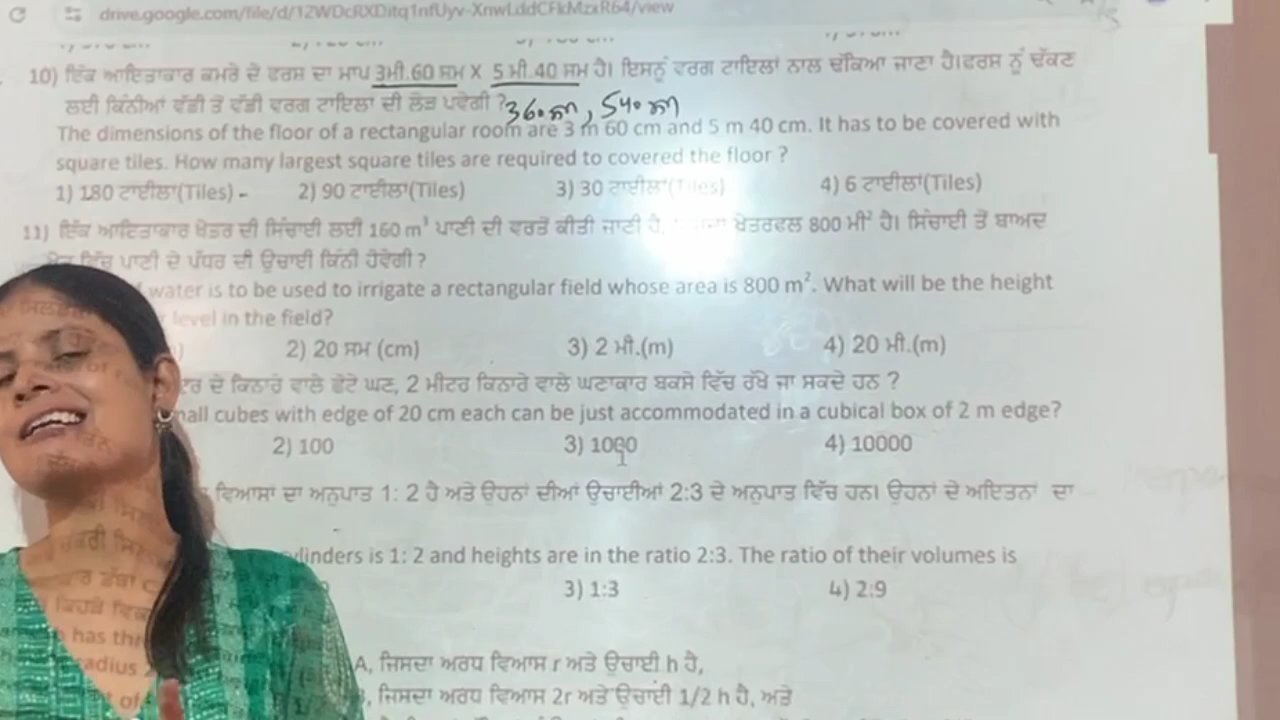 drive.google.com/file/d/12WDcRXDitq1nfUyv-XnwLddCFkMzxR64/view
10) ਇੱਕ ਆਇਤਾਕਾਰ ਕਮਰੇ ਦੇ ਫਰਸ਼ ਦਾ ਮਾਪ 3ਮੀ.60 ਸਮ X 5 ਮੀ.40 ਸਮ ਹੈ। ਇਸਨੂੰ ਵਰਗ ਟਾਇਲਾਂ ਨਾਲ ਢੱਕਿਆ ਜਾਣਾ ਹੈ।ਫਰਸ਼ ਨੂੰ ਢੱਕਣ
ਲਈ ਕਿੰਨੀਆਂ ਵੱਡੀ ਤੋਂ ਵੱਡੀ ਵਰਗ ਟਾਇਲਾਂ ਦੀ ਲੋੜ ਪਵੇਗੀ ? 360 ਸਮ, 540 ਸਮ
The dimensions of the floor of a rectangular room are 3 m 60 cm and 5 m 40 cm. It has to be covered with
square tiles. How many largest square tiles are required to covered the floor ?
1) 180 ਟਾਈਲਾਂ(Tiles) - 2) 90 ਟਾਈਲਾਂ(Tiles) 3) 30 ਟਾਈਲਾਂ(Tiles) 4) 6 ਟਾਈਲਾਂ(Tiles)
11) ਇੱਕ ਆਇਤਾਕਾਰ ਖੇਤਰ ਦੀ ਸਿੰਚਾਈ ਲਈ 160 m³ ਪਾਣੀ ਦੀ ਵਰਤੋਂ ਕੀਤੀ ਜਾਣੀ ਹੈ, ਖੇਤਰਫਲ 800 ਮੀ² ਹੈ। ਸਿੰਚਾਈ ਤੋਂ ਬਾਅਦ
ਵਿੱਚ ਪਾਣੀ ਦੇ ਪੱਧਰ ਦੀ ਉਚਾਈ ਕਿੰਨੀ ਹੋਵੇਗੀ ?
water is to be used to irrigate a rectangular field whose area is 800 m². What will be the height
level in the field?
2) 20 ਸਮ (cm) 3) 2 ਮੀ.(m) 4) 20 ਮੀ.(m)
ਦੇ ਕਿਨਾਰੇ ਵਾਲੇ ਛੋਟੇ ਘਣ, 2 ਮੀਟਰ ਕਿਨਾਰੇ ਵਾਲੇ ਘਣਾਕਾਰ ਬਕਸੇ ਵਿੱਚ ਰੱਖੇ ਜਾ ਸਕਦੇ ਹਨ ?
cubes with edge of 20 cm each can be just accommodated in a cubical box of 2 m edge?
2) 100 3) 1000 4) 10000
ਵਿਆਸਾਂ ਦਾ ਅਨੁਪਾਤ 1: 2 ਹੈ ਅਤੇ ਉਹਨਾਂ ਦੀਆਂ ਉਚਾਈਆਂ 2:3 ਦੇ ਅਨੁਪਾਤ ਵਿੱਚ ਹਨ। ਉਹਨਾਂ ਦੇ ਆਇਤਨਾਂ ਦਾ
is 1: 2 and heights are in the ratio 2:3. The ratio of their volumes is
3) 1:3 4) 2:9
A, ਜਿਸਦਾ ਅਰਧ ਵਿਆਸ r ਅਤੇ ਉਚਾਈ h ਹੈ,
ਜਿਸਦਾ ਅਰਧ ਵਿਆਸ 2r ਅਤੇ ਉਚਾਈ 1/2 h ਹੈ, ਅਤੇ